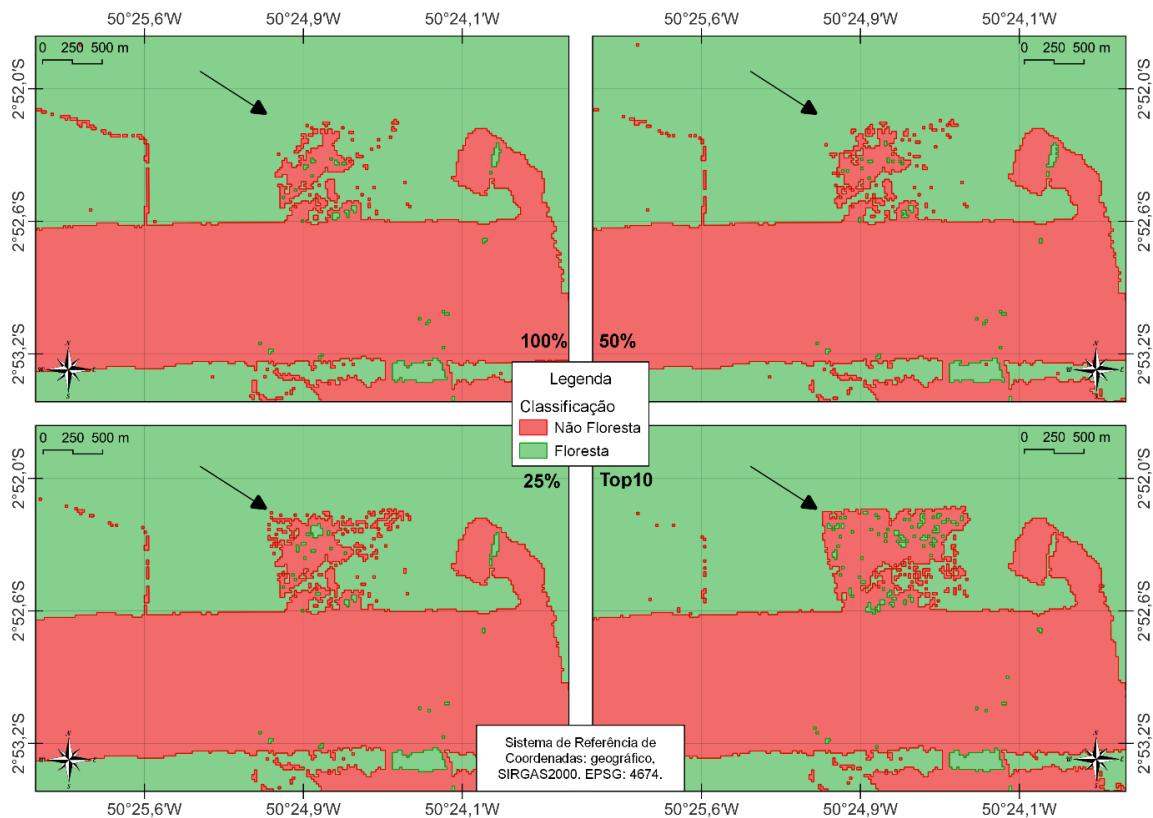 50°25,6'W 50°24,9'W 50°24,1'W 50°25,6'W 50°24,9'W 50°24,1'W
0 250 500 m
0 250 500 m
2°52,0'S
2°52,0'S
2°52,6'S
2°52,6'S
2°53,2'S
2°53,2'S
100%
50%
N
W E
S
N
W E
S
Legenda
Classificação
Não Floresta
Floresta
0 250 500 m
0 250 500 m
25%
Top10
2°52,0'S
2°52,0'S
2°52,6'S
2°52,6'S
2°53,2'S
2°53,2'S
N
W E
S
N
W E
S
Sistema de Referência de
Coordenadas: geográfico,
SIRGAS2000. EPSG: 4674.
50°25,6'W 50°24,9'W 50°24,1'W 50°25,6'W 50°24,9'W 50°24,1'W